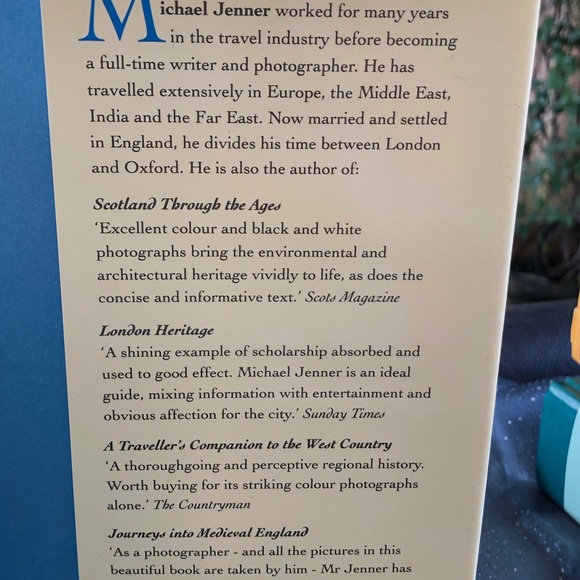 Michael Jenner worked for many years
in the travel industry before becoming
a full-time writer and photographer. He has
travelled extensively in Europe, the Middle East,
India and the Far East. Now married and settled
in England, he divides his time between London
and Oxford. He is also the author of:
Scotland Through the Ages
‘Excellent colour and black and white
photographs bring the environmental and
architectural heritage vividly to life, as does the
concise and informative text.’ Scots Magazine
London Heritage
‘A shining example of scholarship absorbed and
used to good effect. Michael Jenner is an ideal
guide, mixing information with entertainment and
obvious affection for the city.’ Sunday Times
A Traveller’s Companion to the West Country
‘A thoroughgoing and perceptive regional history.
Worth buying for its striking colour photographs
alone.’ The Countryman
Journeys into Medieval England
‘As a photographer - and all the pictures in this
beautiful book are taken by him - Mr Jenner has